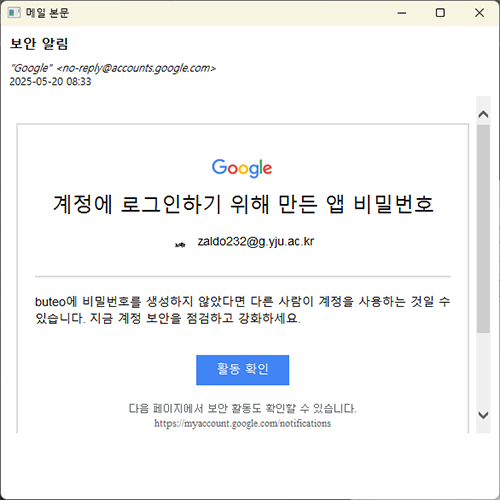 메일 본문
보안 알림
"Google" <no-reply@accounts.google.com>
2025-05-20 08:33
Google
계정에 로그인하기 위해 만든 앱 비밀번호
zaldo232@g.yju.ac.kr
buteo에 비밀번호를 생성하지 않았다면 다른 사람이 계정을 사용하는 것일 수
있습니다. 지금 계정 보안을 점검하고 강화하세요.
활동 확인
다음 페이지에서 보안 활동도 확인할 수 있습니다.
https://myaccount.google.com/notifications